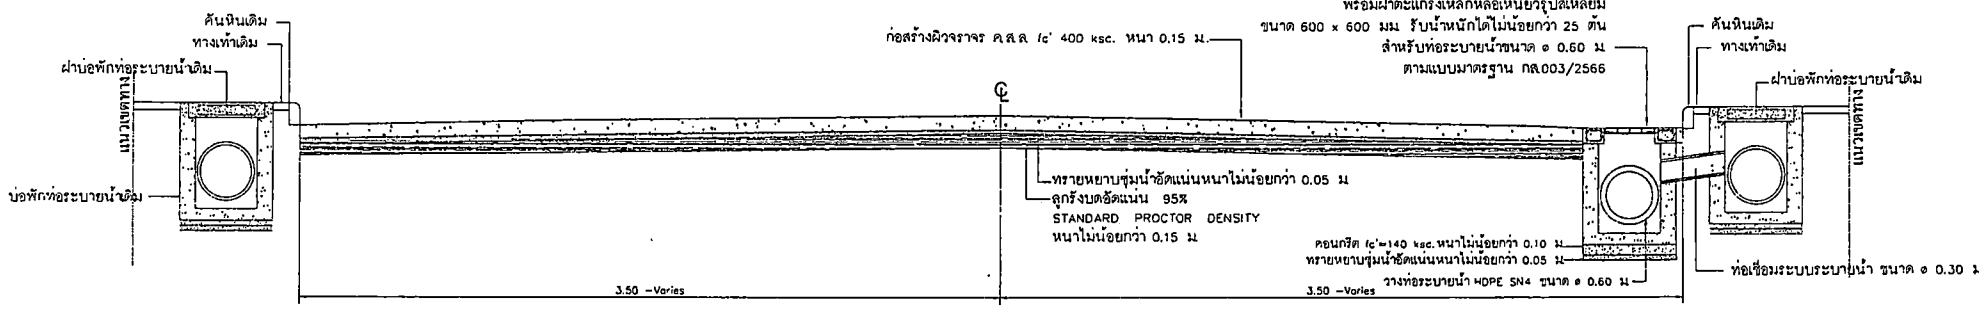 คันหินเดิม
ทางเท้าเดิม
ฝาบ่อพักท่อระบายน้ำเดิม
แนวเขตทาง
บ่อพักท่อระบายน้ำเดิม
ก่อสร้างผิวจราจร ค.ส.ล. fc' 400 ksc. หนา 0.15 ม.
พร้อมฝาตะแกรงเหล็กหล่อเหนียวรูปสี่เหลี่ยม
ขนาด 600 x 600 มม. รับน้ำหนักได้ไม่น้อยกว่า 25 ตัน
สำหรับท่อระบายน้ำขนาด ø 0.60 ม.
ตามแบบมาตรฐาน กส.003/2566
คันหินเดิม
ทางเท้าเดิม
ฝาบ่อพักท่อระบายน้ำเดิม
แนวเขตทาง
CL
ทรายหยาบชุ่มน้ำอัดแน่นหนาไม่น้อยกว่า 0.05 ม.
ลูกรังบดอัดแน่น 95%
STANDARD PROCTOR DENSITY
หนาไม่น้อยกว่า 0.15 ม.
คอนกรีต fc'=140 ksc. หนาไม่น้อยกว่า 0.10 ม.
ทรายหยาบชุ่มน้ำอัดแน่นหนาไม่น้อยกว่า 0.05 ม.
วางท่อระบายน้ำ HDPE SN4 ขนาด ø 0.60 ม.
ท่อเชื่อมระบบระบายน้ำ ขนาด ø 0.30 ม.
3.50 -Varies
3.50 -Varies